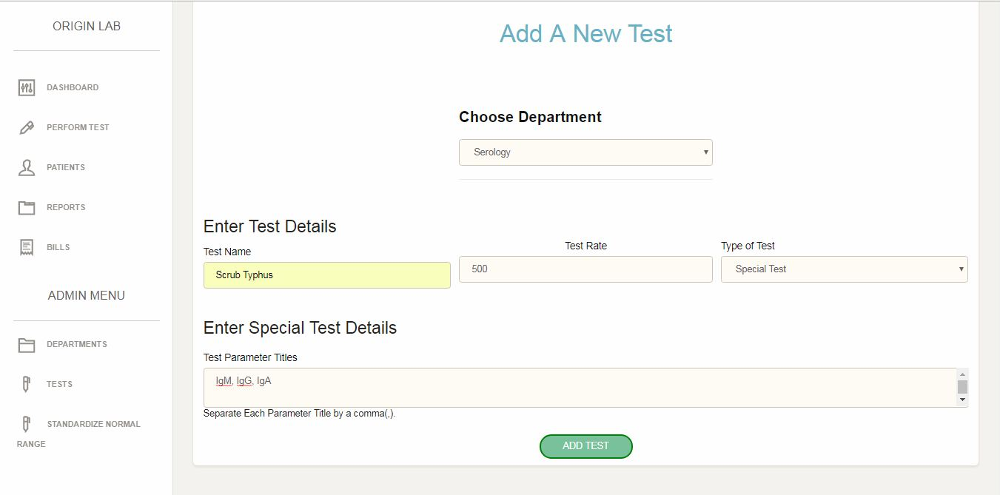 ORIGIN LAB
DASHBOARD
PERFORM TEST
PATIENTS
REPORTS
BILLS
ADMIN MENU
DEPARTMENTS
TESTS
STANDARDIZE NORMAL
RANGE
Add A New Test
Choose Department
Serology
Enter Test Details
Test Name
Scrub Typhus
Test Rate
500
Type of Test
Special Test
Enter Special Test Details
Test Parameter Titles
IgM, IgG, IgA
Separate Each Parameter Title by a comma(,).
ADD TEST